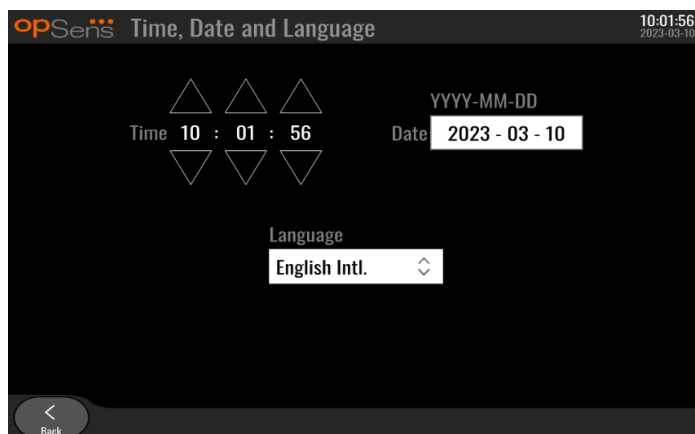 opSens Time, Date and Language
10:01:56
2023-03-10
YYYY-MM-DD
Time 10 : 01 : 56
Date 2023 - 03 - 10
Language
English Intl.
Back